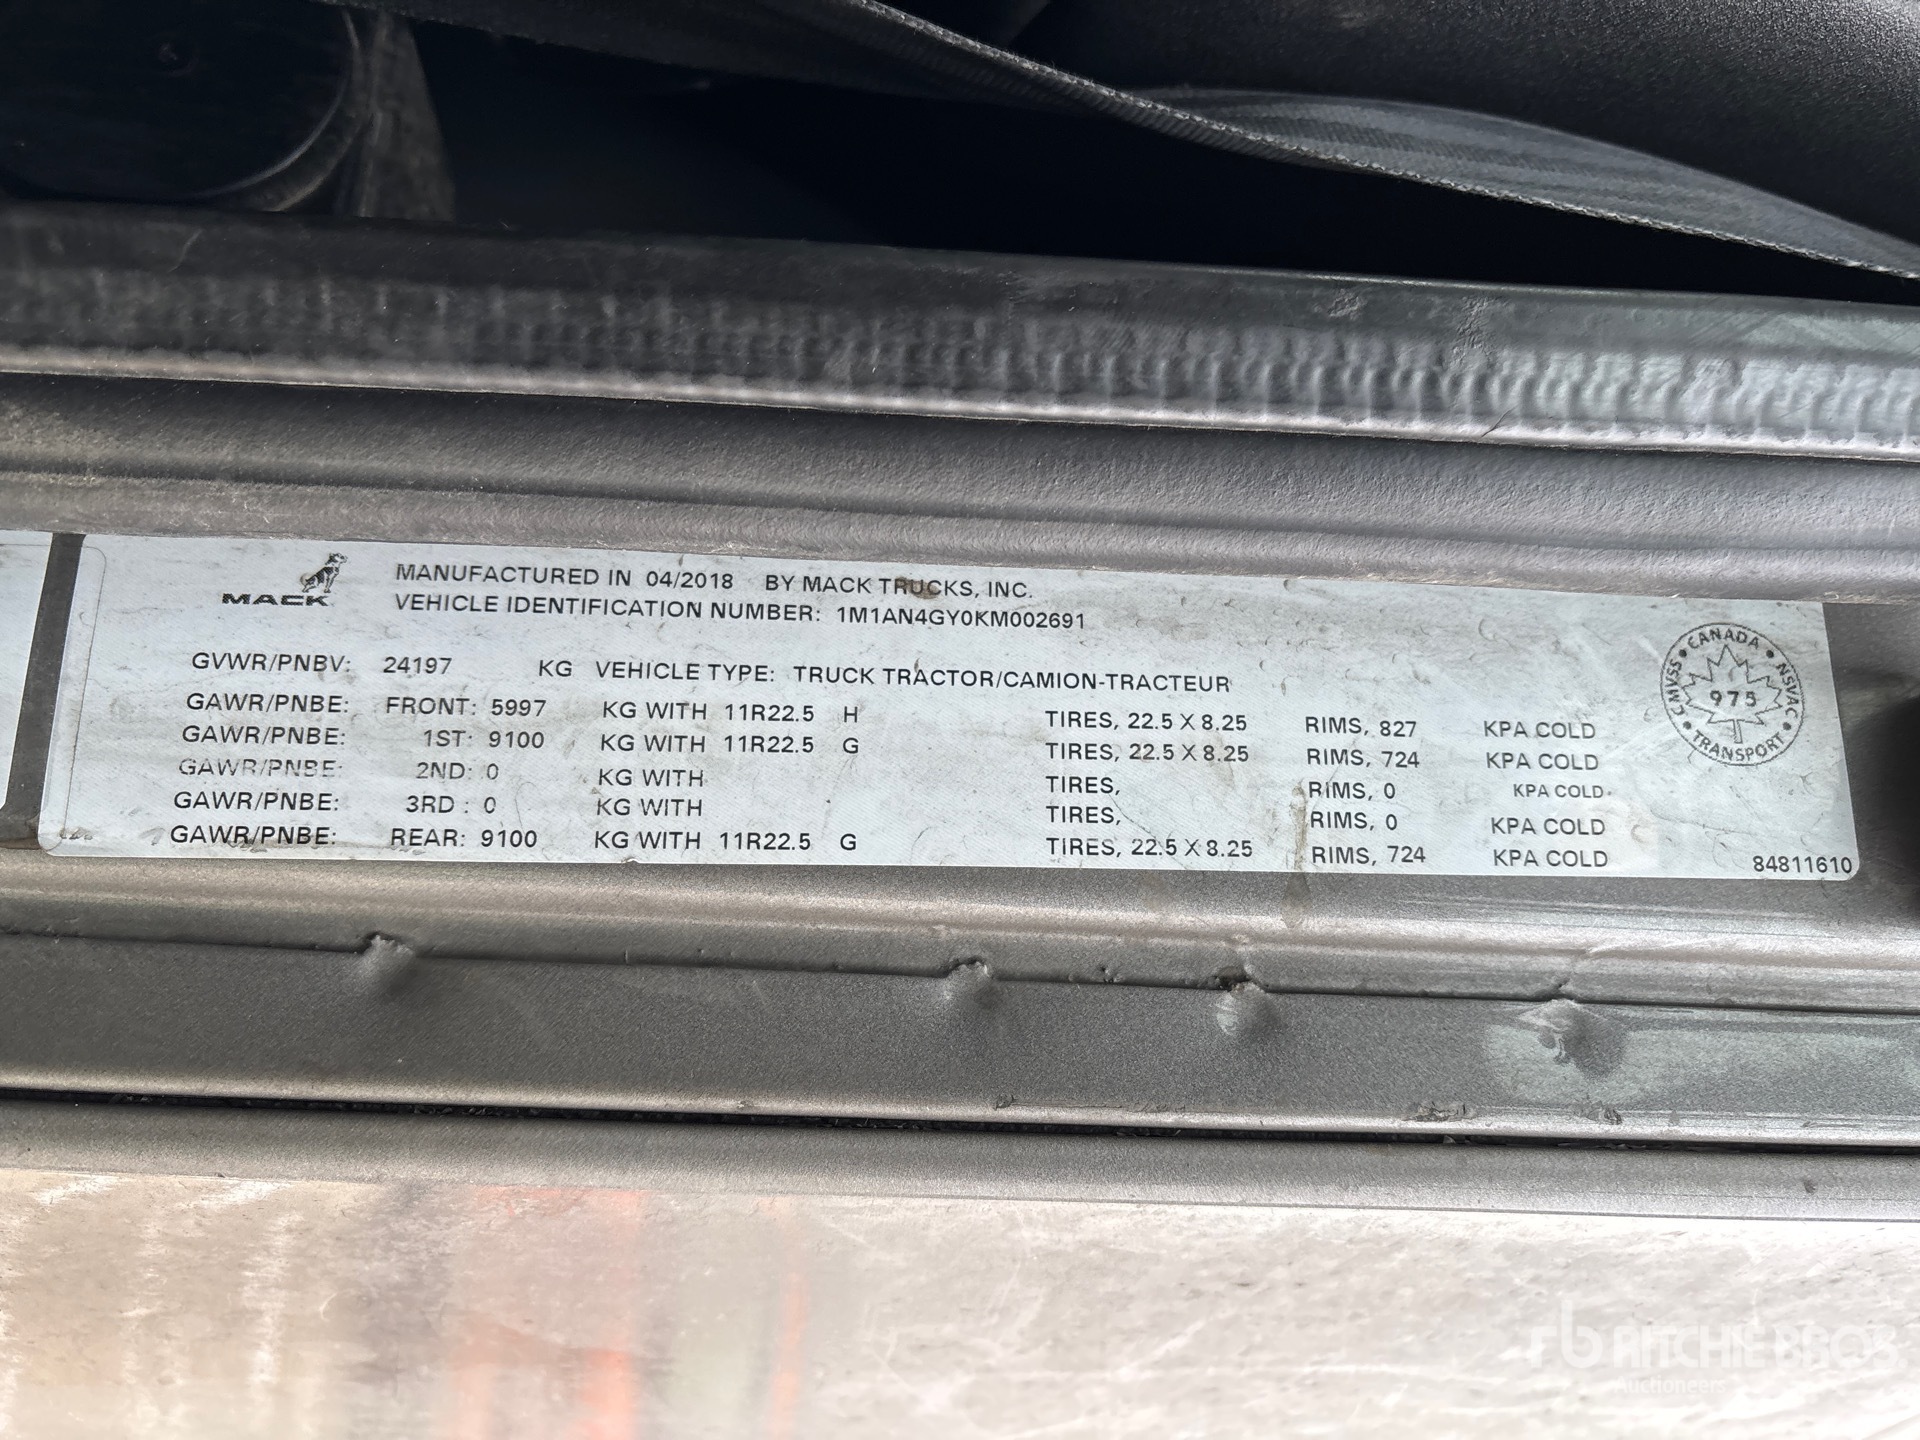 MACK
MANUFACTURED IN 04/2018 BY MACK TRUCKS, INC.
VEHICLE IDENTIFICATION NUMBER: 1M1AN4GY0KM002691
GVWR/PNBV: 24197 KG VEHICLE TYPE: TRUCK TRACTOR/CAMION-TRACTEUR
GAWR/PNBE: FRONT: 5997 KG WITH 11R22.5 H TIRES, 22.5 X 8.25 RIMS, 827 KPA COLD
GAWR/PNBE: 1ST: 9100 KG WITH 11R22.5 G TIRES, 22.5 X 8.25 RIMS, 724 KPA COLD
GAWR/PNBE: 2ND: 0 KG WITH TIRES, RIMS, 0 KPA COLD
GAWR/PNBE: 3RD : 0 KG WITH TIRES, RIMS, 0 KPA COLD
GAWR/PNBE: REAR: 9100 KG WITH 11R22.5 G TIRES, 22.5 X 8.25 RIMS, 724 KPA COLD
CANADA
CMVSS 975 NSVAC
TRANSPORT
84811610
rb RITCHIE BROS.
Auctioneers